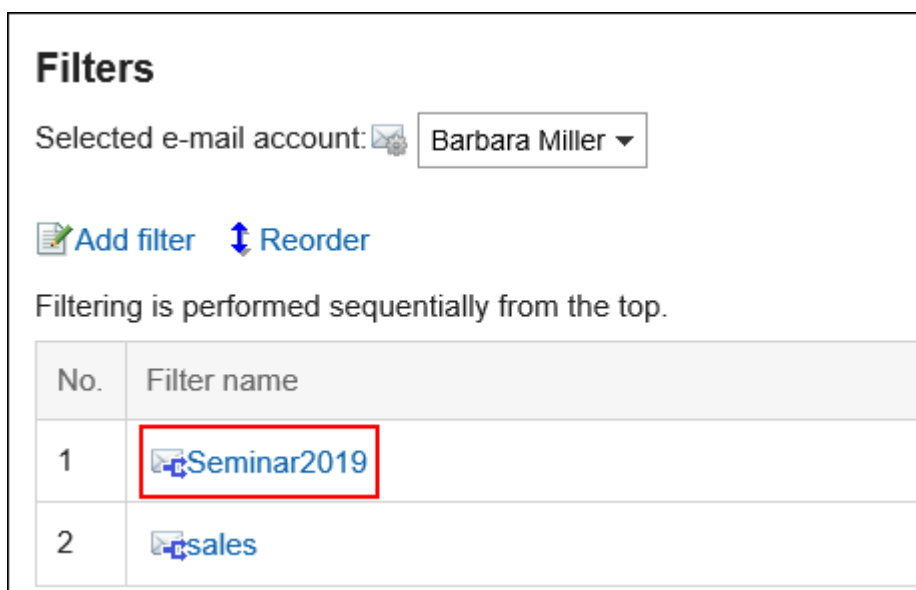 Filters
Selected e-mail account: Barbara Miller
Add filter Reorder
Filtering is performed sequentially from the top.
No. Filter name
1 Seminar2019
2 sales